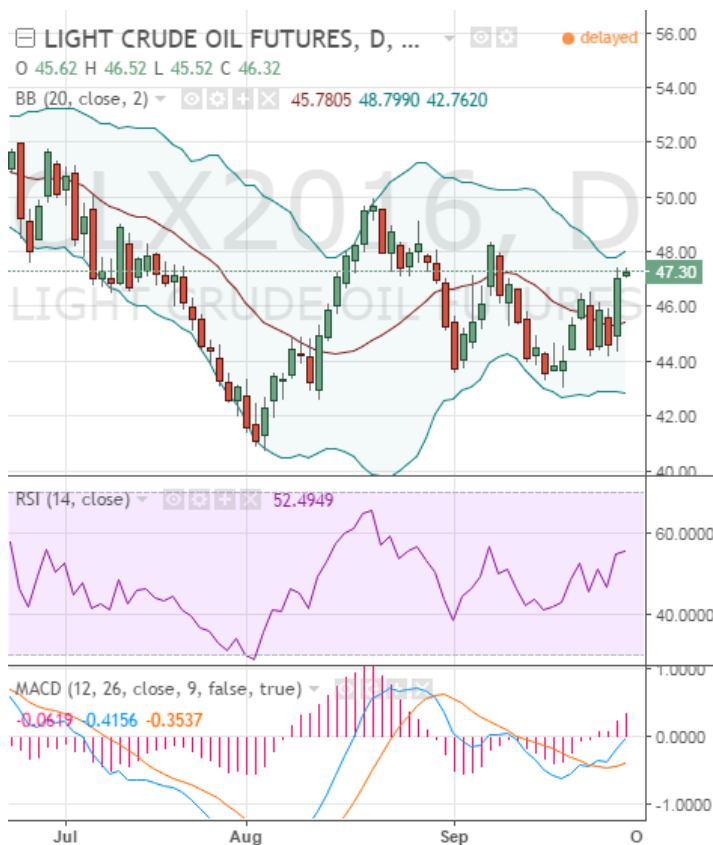 LIGHT CRUDE OIL FUTURES, D, ...
delayed
O 45.62 H 46.52 L 45.52 C 46.32
BB (20, close, 2) 45.7805 48.7990 42.7620
CLX2016, D
LIGHT CRUDE OIL FUTURES
56.00
54.00
52.00
50.00
48.00
47.30
46.00
44.00
42.00
40.00
RSI (14, close) 52.4949
60.0000
40.0000
MACD (12, 26, close, 9, false, true)
-0.0619 -0.4156 -0.3537
1.0000
0.0000
-1.0000
Jul Aug Sep O